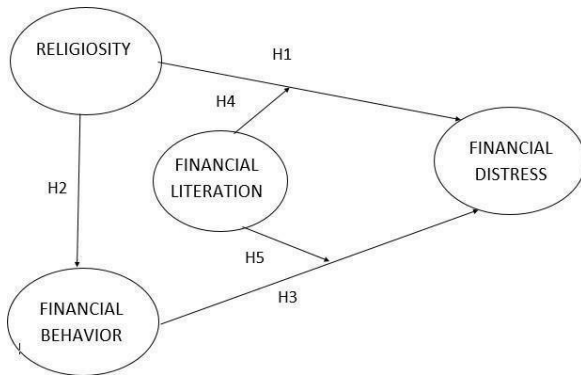 RELIGIOSITY
H1
H4
FINANCIAL
LITERATION
FINANCIAL
DISTRESS
H2
H5
H3
FINANCIAL
BEHAVIOR